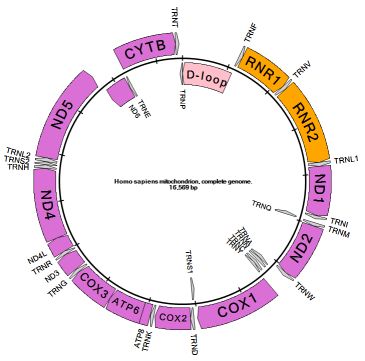 TRNT
CYTB
TRNF
D-loop
RNR1
TRNV
TRNP
RNR2
TRNE
ND6
ND5
TRNL1
TRNL2
TRNS2
TRNH
ND1
Homo sapiens mitochondrion, complete genome.
16,569 bp
TRNQ
TRNI
TRNM
ND4
ND2
ND4L
TRNR
ND3
TRNG
TRNW
TRNS1
COX3
COX1
ATP6
COX2
ATP8
TRNK
TRND